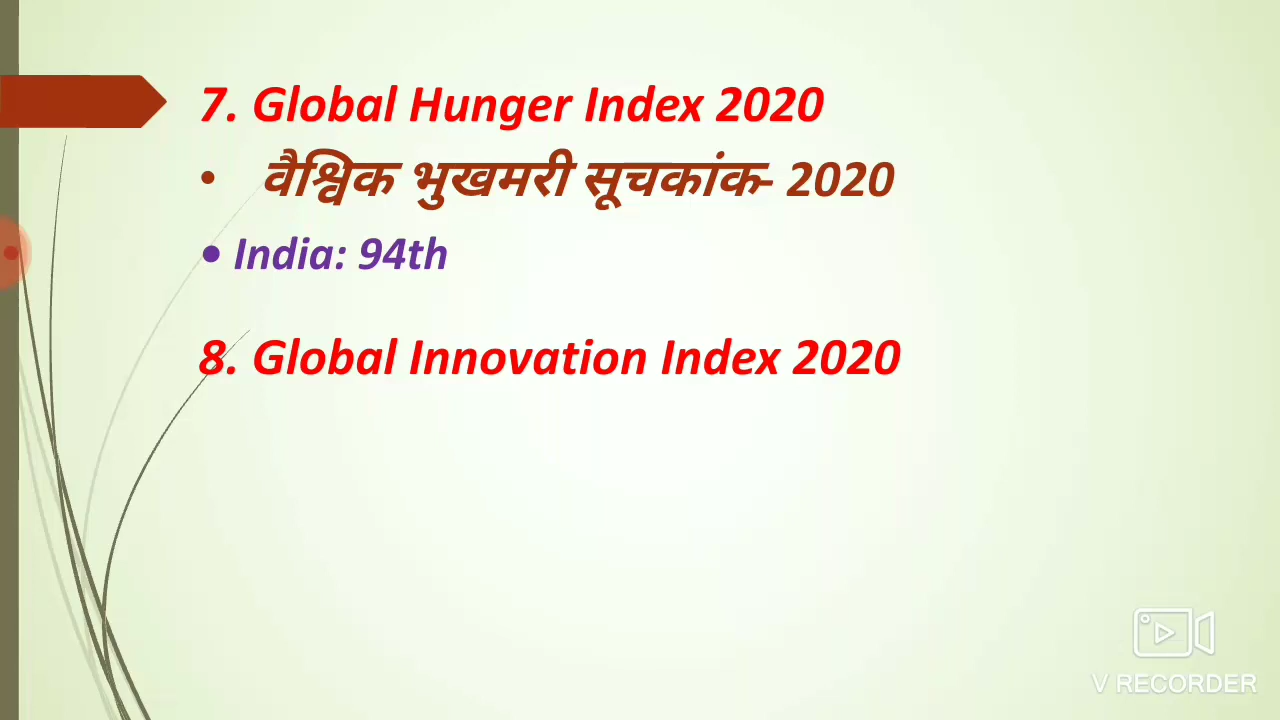 7. Global Hunger Index 2020
• वैश्विक भुखमरी सूचकांक- 2020
• India: 94th
8. Global Innovation Index 2020
V RECORDER